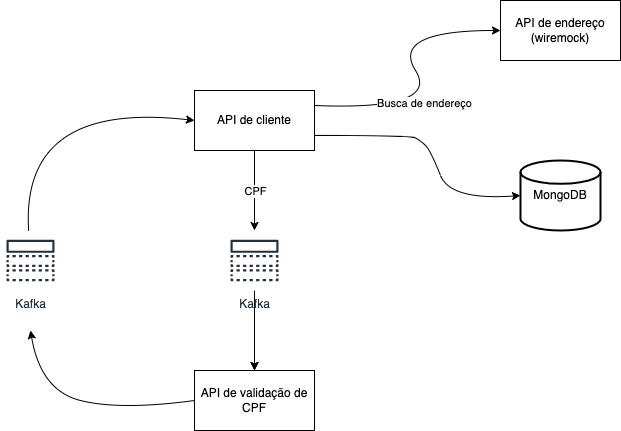 API de endereço
(wiremock)
Busca de endereço
API de cliente
CPF
MongoDB
Kafka
Kafka
API de validação de
CPF